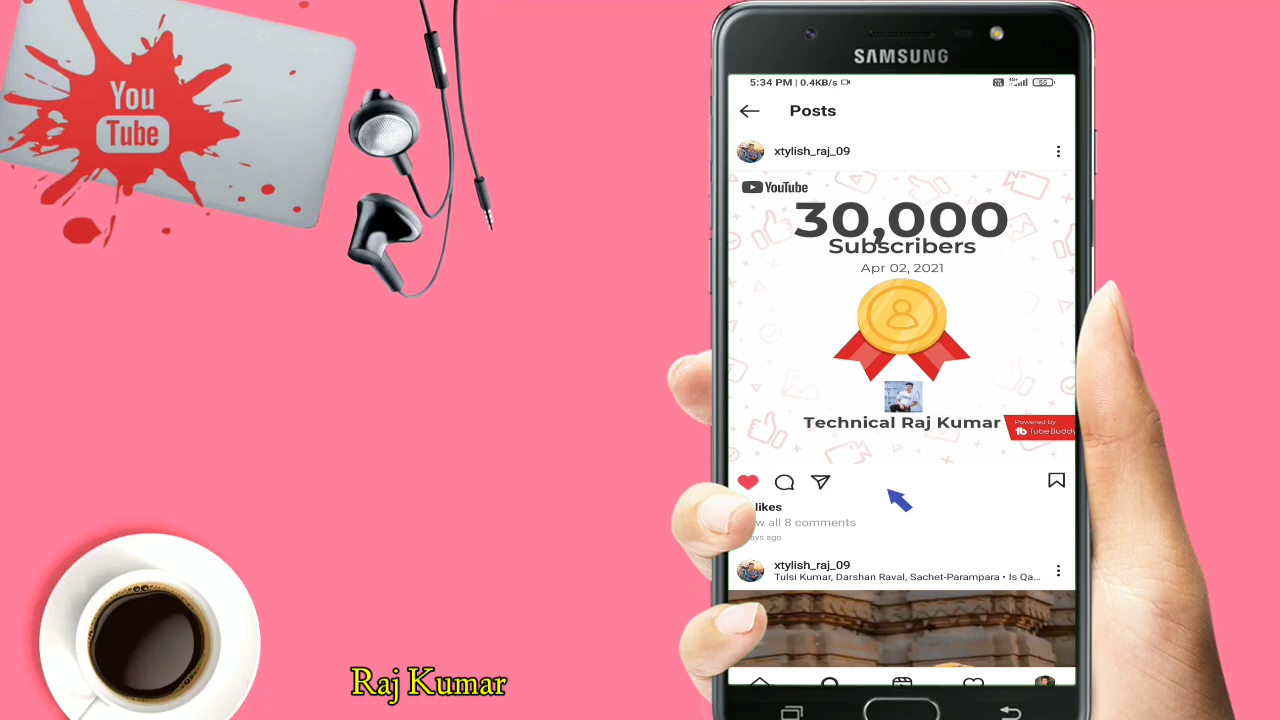 You
Tube
SAMSUNG
5:34 PM | 0.4KB/s
55
Posts
xtylish_raj_09
YouTube
30,000
Subscribers
Apr 02, 2021
Technical Raj Kumar
Powered by
TubeBuddy
likes
all 8 comments
ago
xtylish_raj_09
Tulsi Kumar, Darshan Raval, Sachet-Parampara • Is Qa...
Raj Kumar